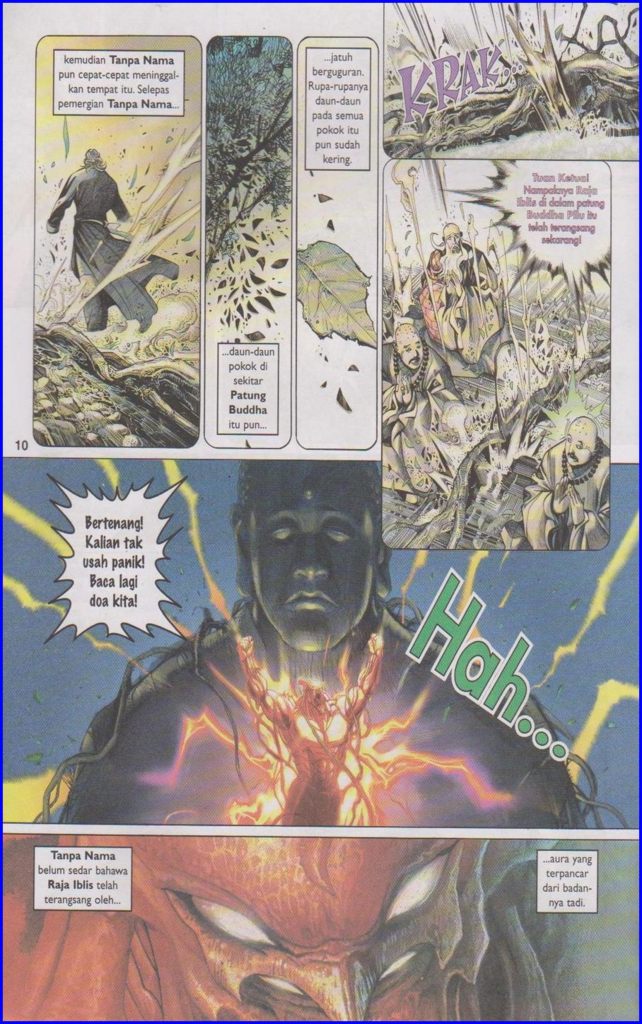 kemudian Tanpa Nama
pun cepat-cepat meninggal-
kan tempat itu. Selepas
pemergian Tanpa Nama...
...daun-daun
pokok di
sekitar
Patung
Buddha
itu pun...
...jatuh
berguguran.
Rupa-rupanya
daun-daun
pada semua
pokok itu
pun sudah
kering.
KRAK...
Tuan Ketua!
Nampaknya Raja
Iblis di dalam patung
Buddha Pilu itu
telah terangsang
sekarang!
10
Bertenang!
Kalian tak
usah panik!
Baca lagi
doa kita!
Hah...
Tanpa Nama
belum sedar bahawa
Raja Iblis telah
terangsang oleh...
...aura yang
terpancar
dari badan-
nya tadi.